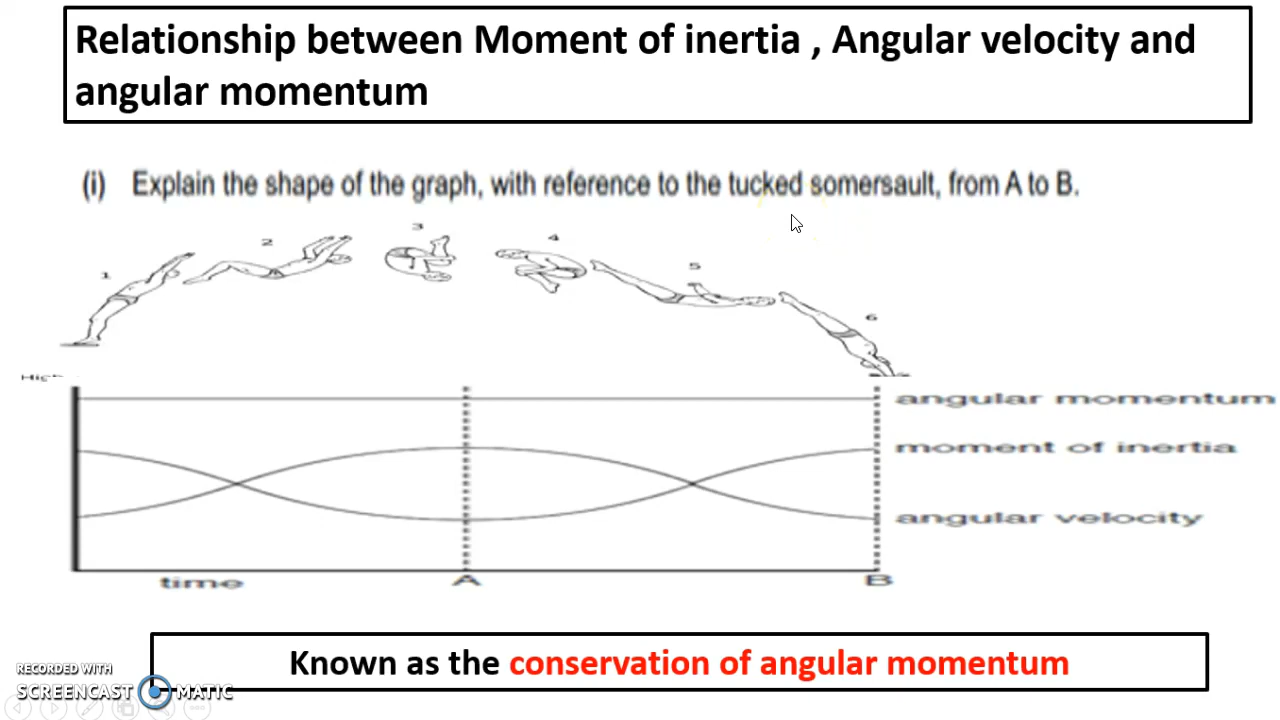 Relationship between Moment of inertia , Angular velocity and
angular momentum
(i) Explain the shape of the graph, with reference to the tucked somersault, from A to B.
1
2
3
4
5
6
angular momentum
moment of inertia
angular velocity
time A B
Known as the conservation of angular momentum
RECORDED WITH
SCREENCAST MATIC